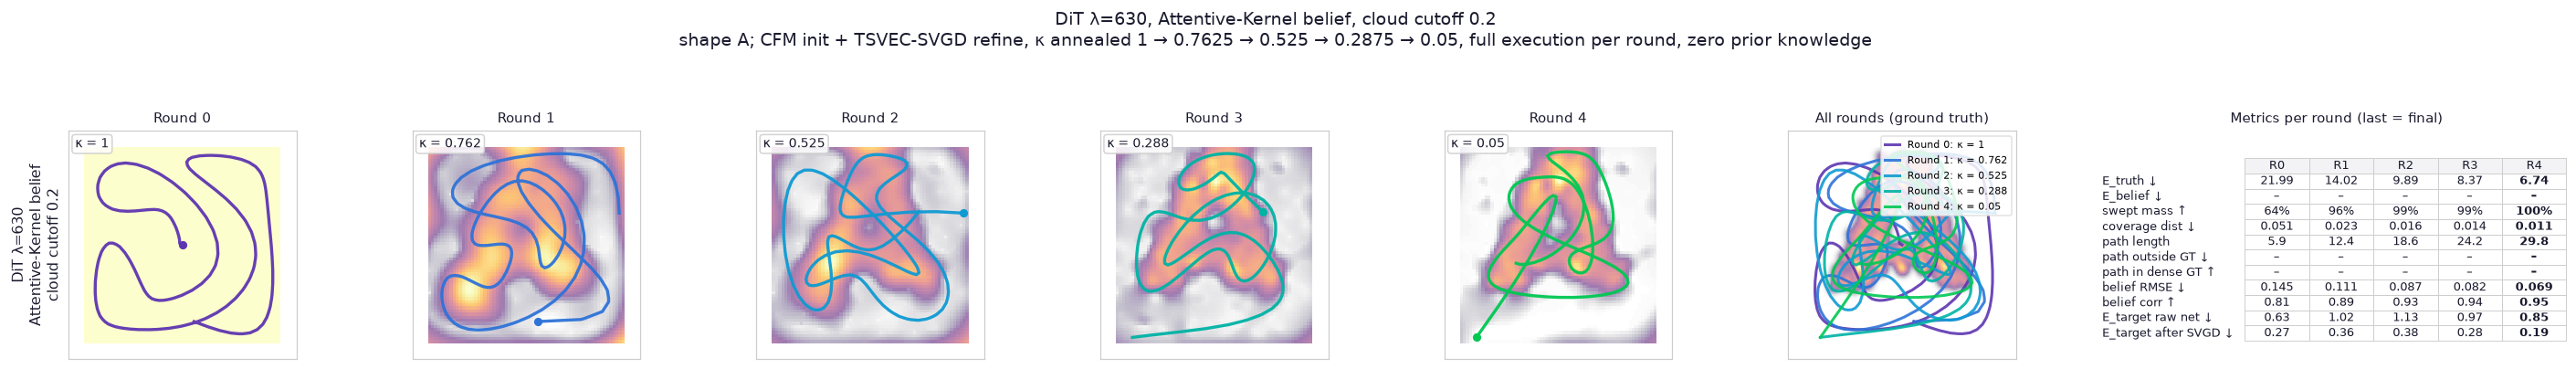 DiT λ=630, Attentive-Kernel belief, cloud cutoff 0.2
shape A; CFM init + TSVEC-SVGD refine, κ annealed 1 → 0.7625 → 0.525 → 0.2875 → 0.05, full execution per round, zero prior knowledge
DiT λ=630
Attentive-Kernel belief
cloud cutoff 0.2
Round 0
κ = 1
Round 1
κ = 0.762
Round 2
κ = 0.525
Round 3
κ = 0.288
Round 4
κ = 0.05
All rounds (ground truth)
Round 0: κ = 1
Round 1: κ = 0.762
Round 2: κ = 0.525
Round 3: κ = 0.288
Round 4: κ = 0.05
Metrics per round (last = final)
R0 R1 R2 R3 R4
E_truth ↓ 21.99 14.02 9.89 8.37 6.74
E_belief ↓ – – – – –
swept mass ↑ 64% 96% 99% 99% 100%
coverage dist ↓ 0.051 0.023 0.016 0.014 0.011
path length 5.9 12.4 18.6 24.2 29.8
path outside GT ↓ – – – – –
path in dense GT ↑ – – – – –
belief RMSE ↓ 0.145 0.111 0.087 0.082 0.069
belief corr ↑ 0.81 0.89 0.93 0.94 0.95
E_target raw net ↓ 0.63 1.02 1.13 0.97 0.85
E_target after SVGD ↓ 0.27 0.36 0.38 0.28 0.19